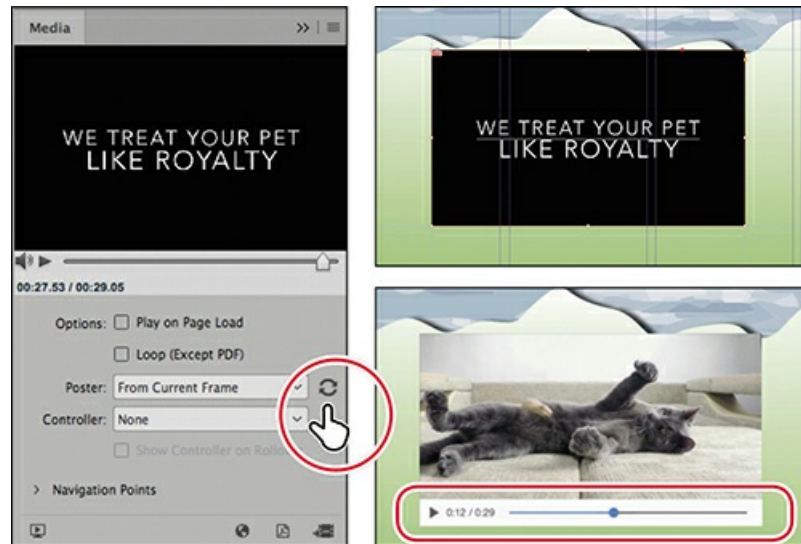 Media
WE TREAT YOUR PET
LIKE ROYALTY
00:27.53 / 00:29.05
Options: Play on Page Load
Loop (Except PDF)
Poster: From Current Frame
Controller: None
Show Controller on
Navigation Points
WE TREAT YOUR PET
LIKE ROYALTY
0:12 / 0:29